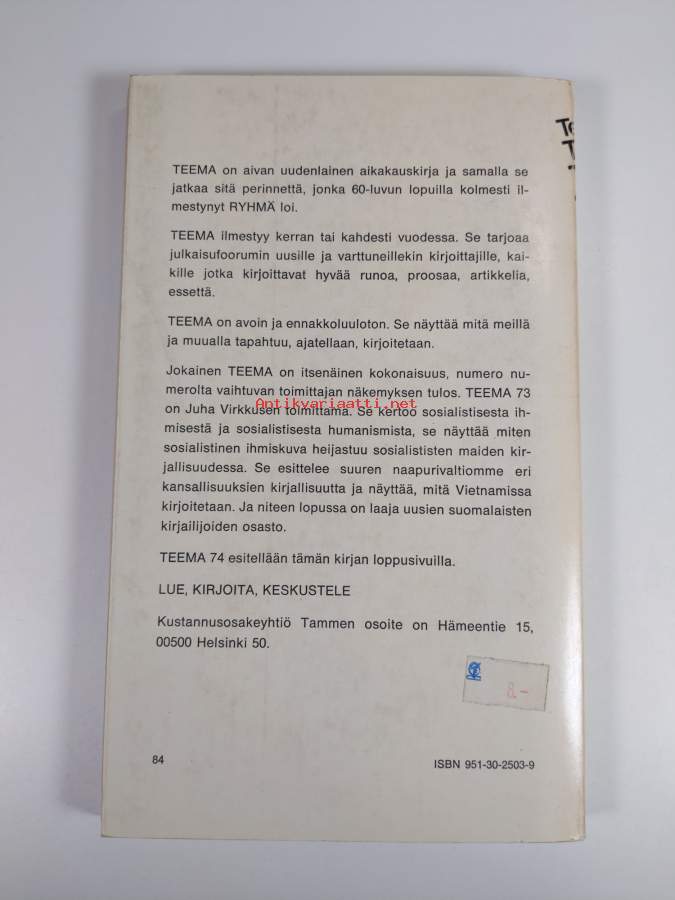 TEEMA on aivan uudenlainen aikakauskirja ja samalla se
jatkaa sitä perinnettä, jonka 60-luvun lopuilla kolmesti il-
mestynyt RYHMÄ loi.
TEEMA ilmestyy kerran tai kahdesti vuodessa. Se tarjoaa
julkaisufoorumin uusille ja varttuneillekin kirjoittajille, kai-
kille jotka kirjoittavat hyvää runoa, proosaa, artikkelia,
essettä.
TEEMA on avoin ja ennakkoluuloton. Se näyttää mitä meillä
ja muualla tapahtuu, ajatellaan, kirjoitetaan.
Jokainen TEEMA on itsenäinen kokonaisuus, numero nu-
merolta vaihtuvan toimittajan näkemyksen tulos. TEEMA 73
Antikvariaatti.net
on Juha Virkkusen toimittama. Se kertoo sosialistisesta ih-
misestä ja sosialistisesta humanismista, se näyttää miten
sosialistinen ihmiskuva heijastuu sosialististen maiden kir-
jallisuudessa. Se esittelee suuren naapurivaltiomme eri
kansallisuuksien kirjallisuutta ja näyttää, mitä Vietnamissa
kirjoitetaan. Ja niteen lopussa on laaja uusien suomalaisten
kirjailijoiden osasto.
TEEMA 74 esitellään tämän kirjan loppusivuilla.
LUE, KIRJOITA, KESKUSTELE
Kustannusosakeyhtiö Tammen osoite on Hämeentie 15,
00500 Helsinki 50.
8.-
84
ISBN 951-30-2503-9